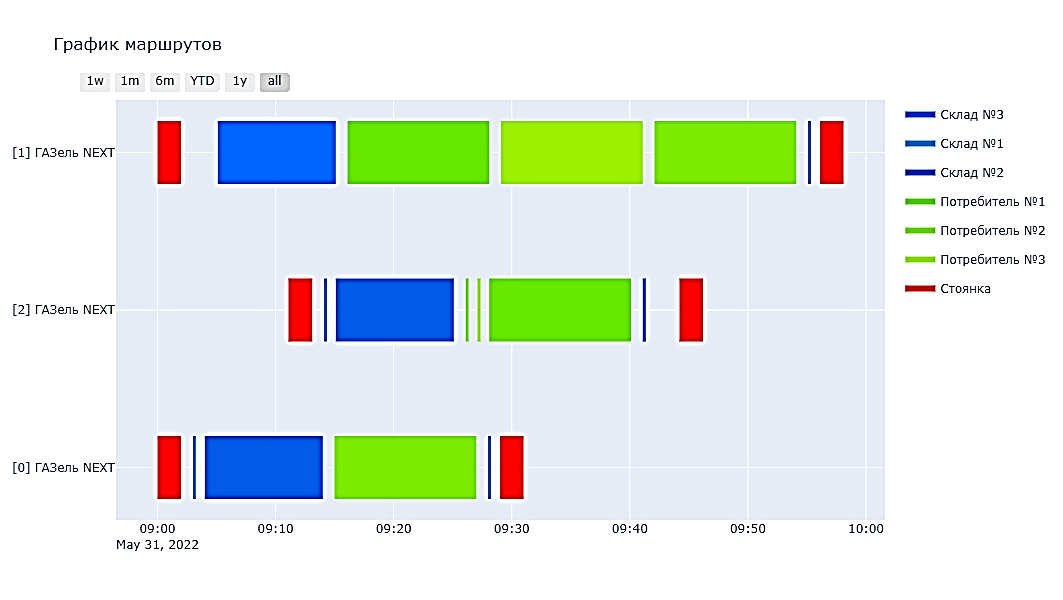 График маршрутов
1w 1m 6m YTD 1y all
[1] ГАЗель NEXT
[2] ГАЗель NEXT
[0] ГАЗель NEXT
09:00 09:10 09:20 09:30 09:40 09:50 10:00
May 31, 2022
Склад №3
Склад №1
Склад №2
Потребитель №1
Потребитель №2
Потребитель №3
Стоянка